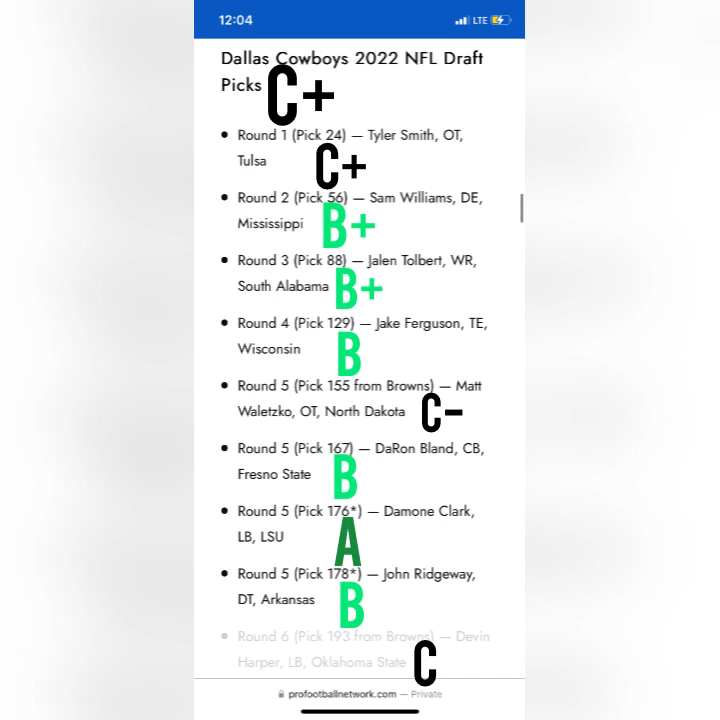 12:04 LTE
Dallas Cowboys 2022 NFL Draft
Picks C+
Round 1 (Pick 24) — Tyler Smith, OT,
Tulsa C+
Round 2 (Pick 56) — Sam Williams, DE,
Mississippi B+
Round 3 (Pick 88) — Jalen Tolbert, WR,
South Alabama B+
Round 4 (Pick 129) — Jake Ferguson, TE,
Wisconsin B
Round 5 (Pick 155 from Browns) — Matt
Waletzko, OT, North Dakota C-
Round 5 (Pick 167) — DaRon Bland, CB,
Fresno State B
Round 5 (Pick 176*) — Damone Clark,
LB, LSU A
Round 5 (Pick 178*) — John Ridgeway,
DT, Arkansas B
Round 6 (Pick 193 from Browns) — Devin
Harper, LB, Oklahoma State C
profootballnetwork.com — Private